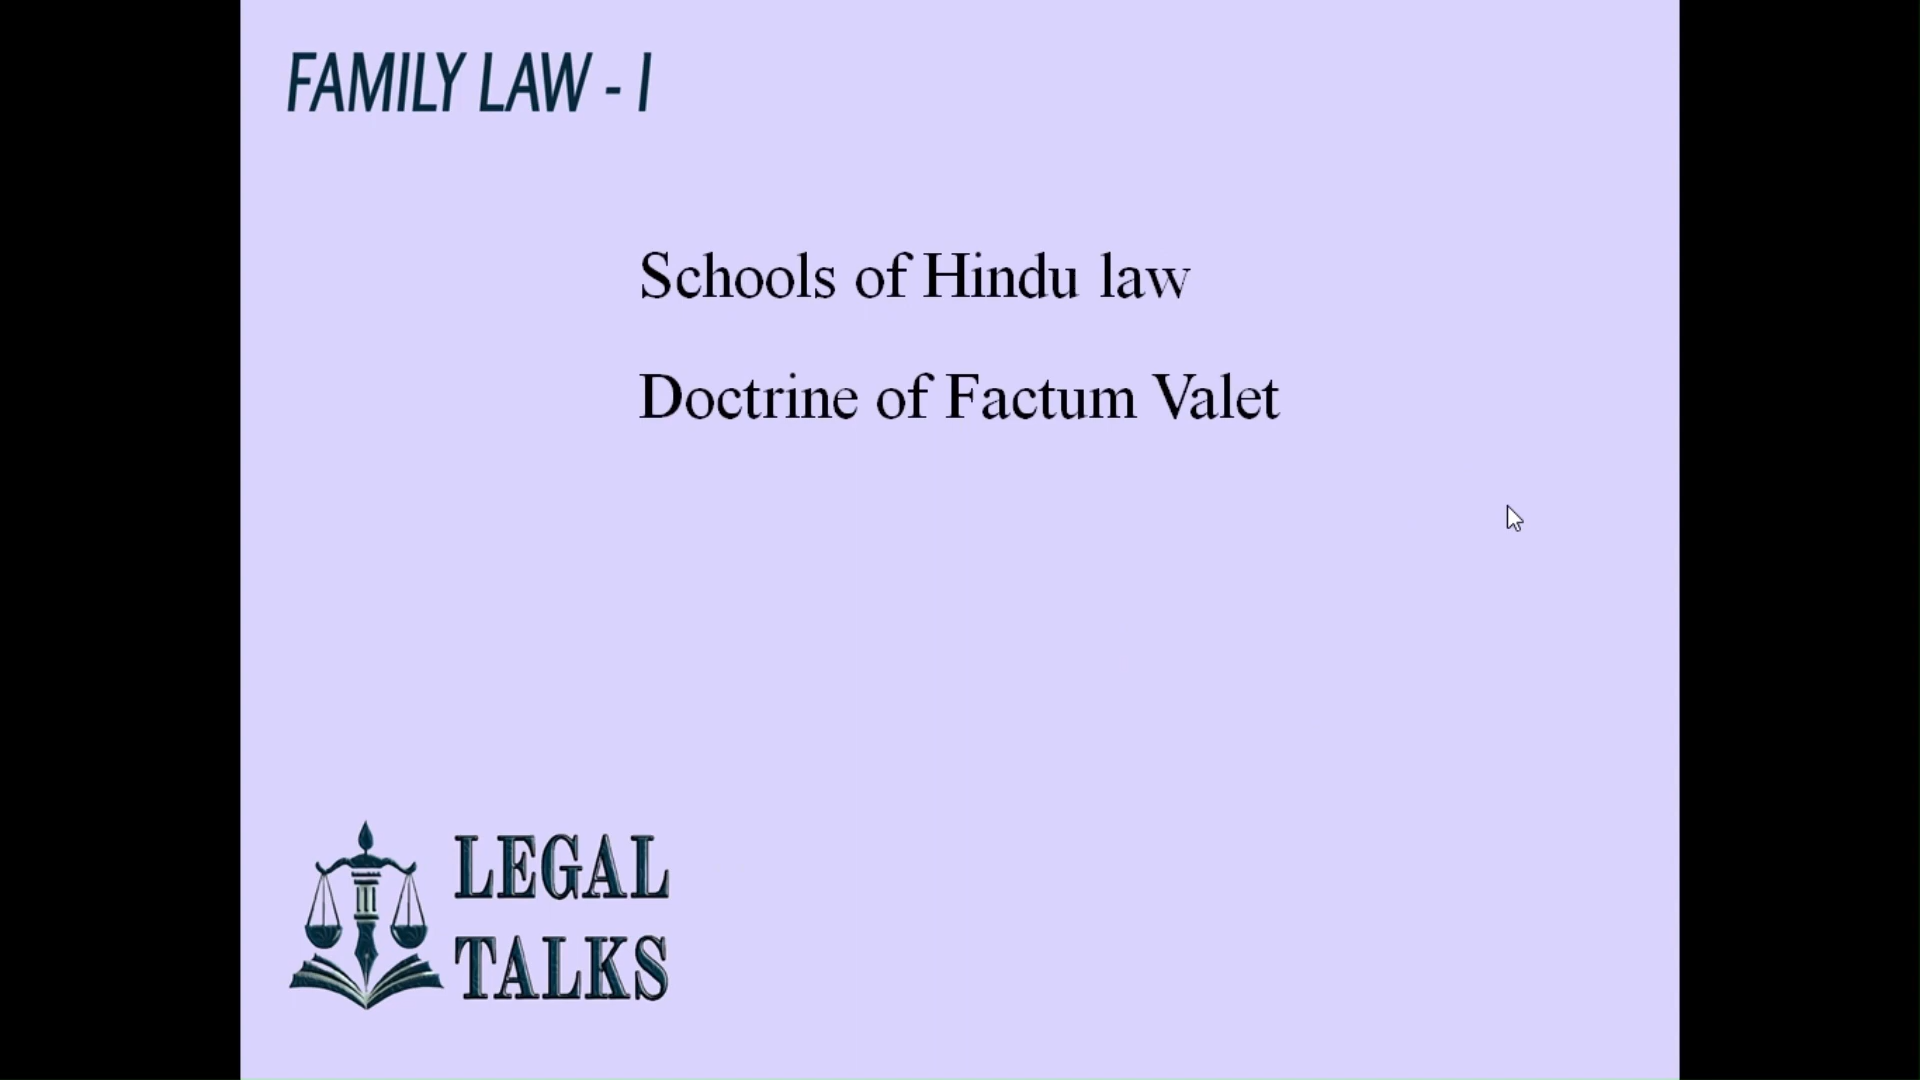 FAMILY LAW - I
Schools of Hindu law
Doctrine of Factum Valet
LEGAL
TALKS